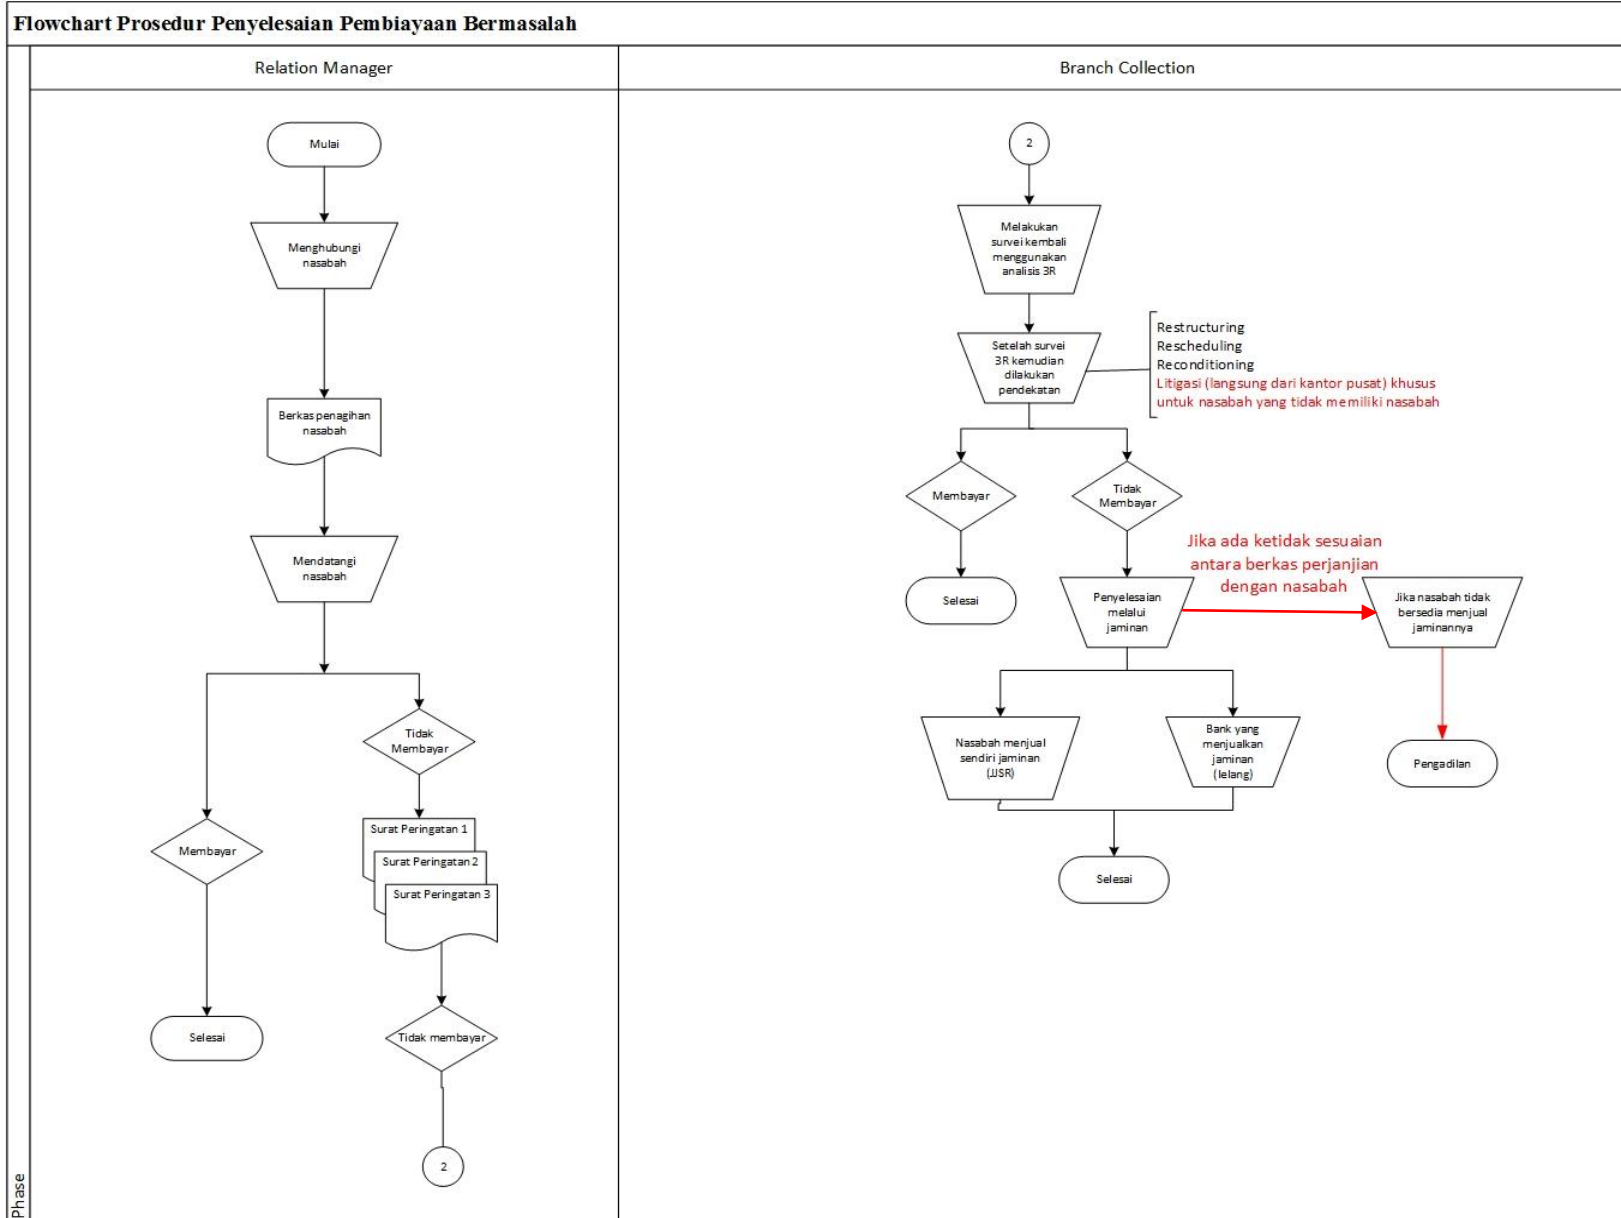 Flowchart Prosedur Penyelesaian Pembiayaan Bermasalah
Relation Manager
Mulai
Menghubungi
nasabah
Berkas penagihan
nasabah
Mendatangi
nasabah
Tidak
Membayar
Membayar
Surat Peringatan 1
Surat Peringatan 2
Surat Peringatan 3
Selesai
Tidak membayar
2
Phase
Branch Collection
2
Melakukan
survei kembali
menggunakan
analisis 3R
Setelah survei
3R kemudian
dilakukan
pendekatan
Restructuring
Rescheduling
Reconditioning
Litigasi (langsung dari kantor pusat) khusus
untuk nasabah yang tidak memiliki nasabah
Membayar
Tidak
Membayar
Selesai
Penyelesaian
melalui
jaminan
Jika ada ketidak sesuaian
antara berkas perjanjian
dengan nasabah
Jika nasabah tidak
bersedia menjual
jaminannya
Nasabah menjual
sendiri jaminan
(JJSR)
Bank yang
menjualkan
jaminan
(lelang)
Pengadilan
Selesai